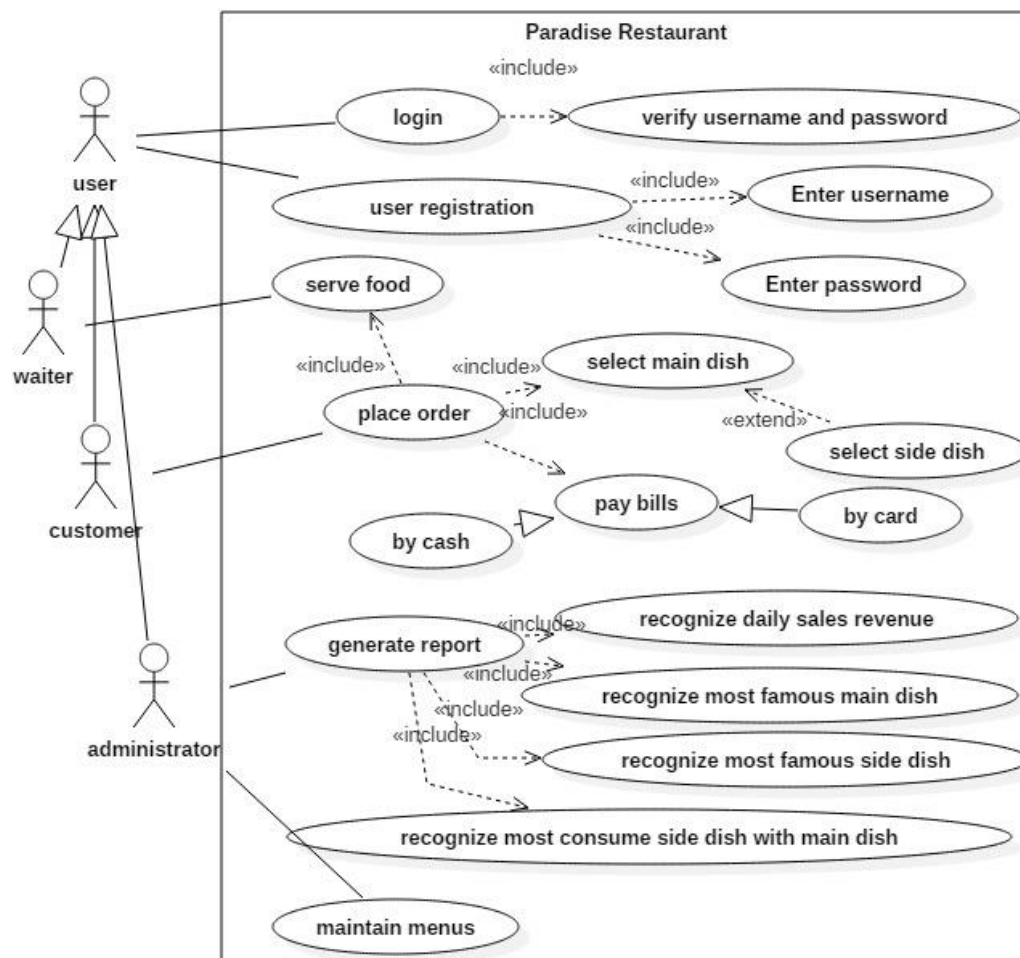 Paradise Restaurant
«include»
login
verify username and password
user
«include»
Enter username
user registration
«include»
serve food
Enter password
waiter
«include»
«include»
select main dish
place order
«include»
«extend»
select side dish
customer
pay bills
by card
by cash
«include»
recognize daily sales revenue
generate report
«include»
recognize most famous main dish
«include»
«include»
administrator
recognize most famous side dish
recognize most consume side dish with main dish
maintain menus